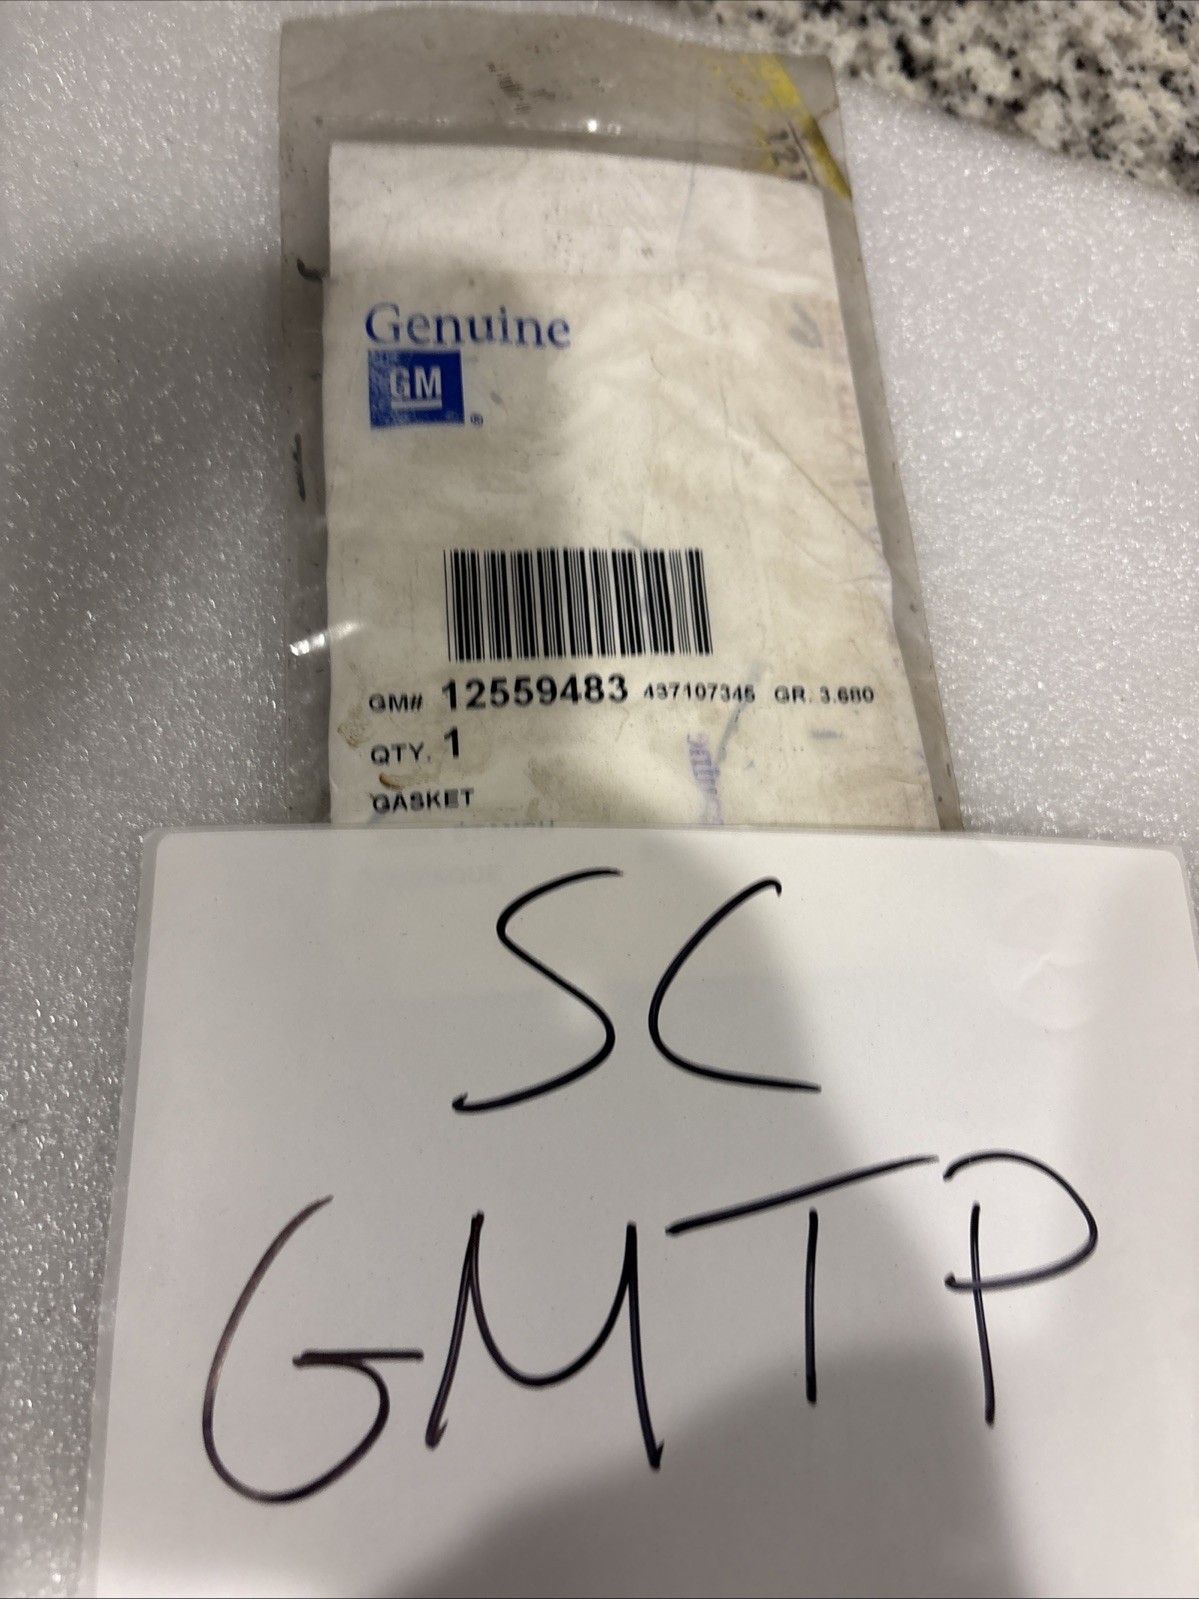 Genuine
GM
®
GM# 12559483 437107345 GR. 3.680
QTY. 1
GASKET
SC
GMTP